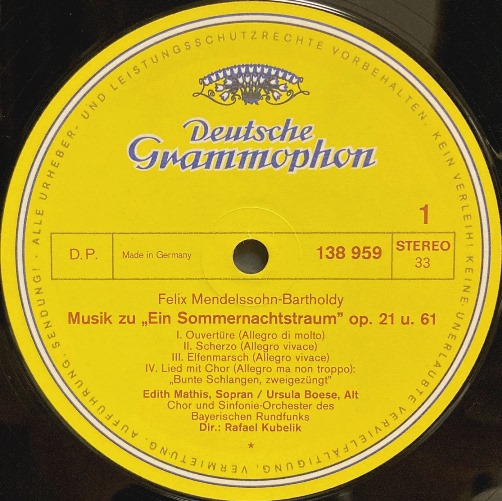 ALLE URHEBER- UND LEISTUNGSSCHUTZRECHTE VORBEHALTEN. KEIN VERLEIH! KEINE UNERLAUBTE VERVIELFÄLTIGUNG, VERMIETUNG, AUFFÜHRUNG, SENDUNG!
Deutsche
Grammophon
1
D.P. Made in Germany 138 959 STEREO
33
Felix Mendelssohn-Bartholdy
Musik zu „Ein Sommernachtstraum” op. 21 u. 61
I. Ouvertüre (Allegro di molto)
II. Scherzo (Allegro vivace)
III. Elfenmarsch (Allegro vivace)
IV. Lied mit Chor (Allegro ma non troppo):
„Bunte Schlangen, zweigezüngt”
Edith Mathis, Sopran / Ursula Boese, Alt
Chor und Sinfonie-Orchester des
Bayerischen Rundfunks
Dir.: Rafael Kubelik
*